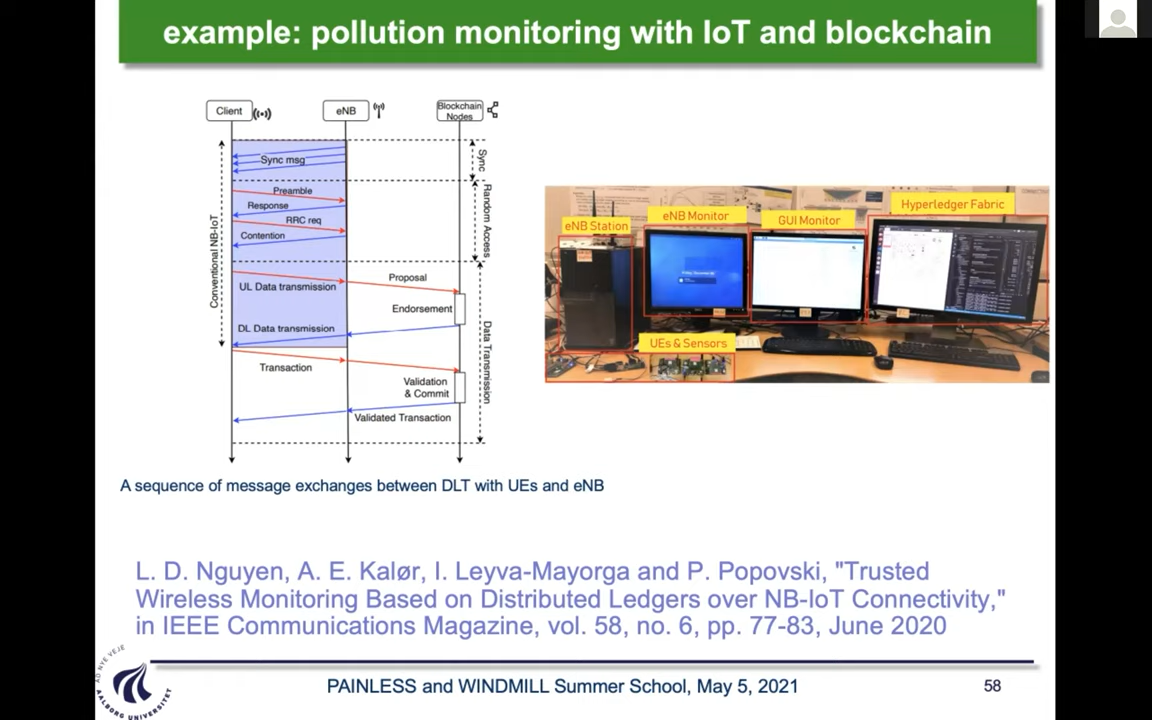 example: pollution monitoring with IoT and blockchain
Client
eNB
Blockchain
Nodes
Sync msg
Sync
Preamble
Response
RRC req
Contention
Random Access
Conventional NB-IoT
Proposal
UL Data transmission
Endorsement
DL Data transmission
Data Transmission
Transaction
Validation
& Commit
Validated Transaction
eNB Station
eNB Monitor
GUI Monitor
Hyperledger Fabric
UEs & Sensors
A sequence of message exchanges between DLT with UEs and eNB
L. D. Nguyen, A. E. Kalør, I. Leyva-Mayorga and P. Popovski, "Trusted
Wireless Monitoring Based on Distributed Ledgers over NB-IoT Connectivity,"
in IEEE Communications Magazine, vol. 58, no. 6, pp. 77-83, June 2020
AD NYE VEJE
AALBORG UNIVERSITET
PAINLESS and WINDMILL Summer School, May 5, 2021
58